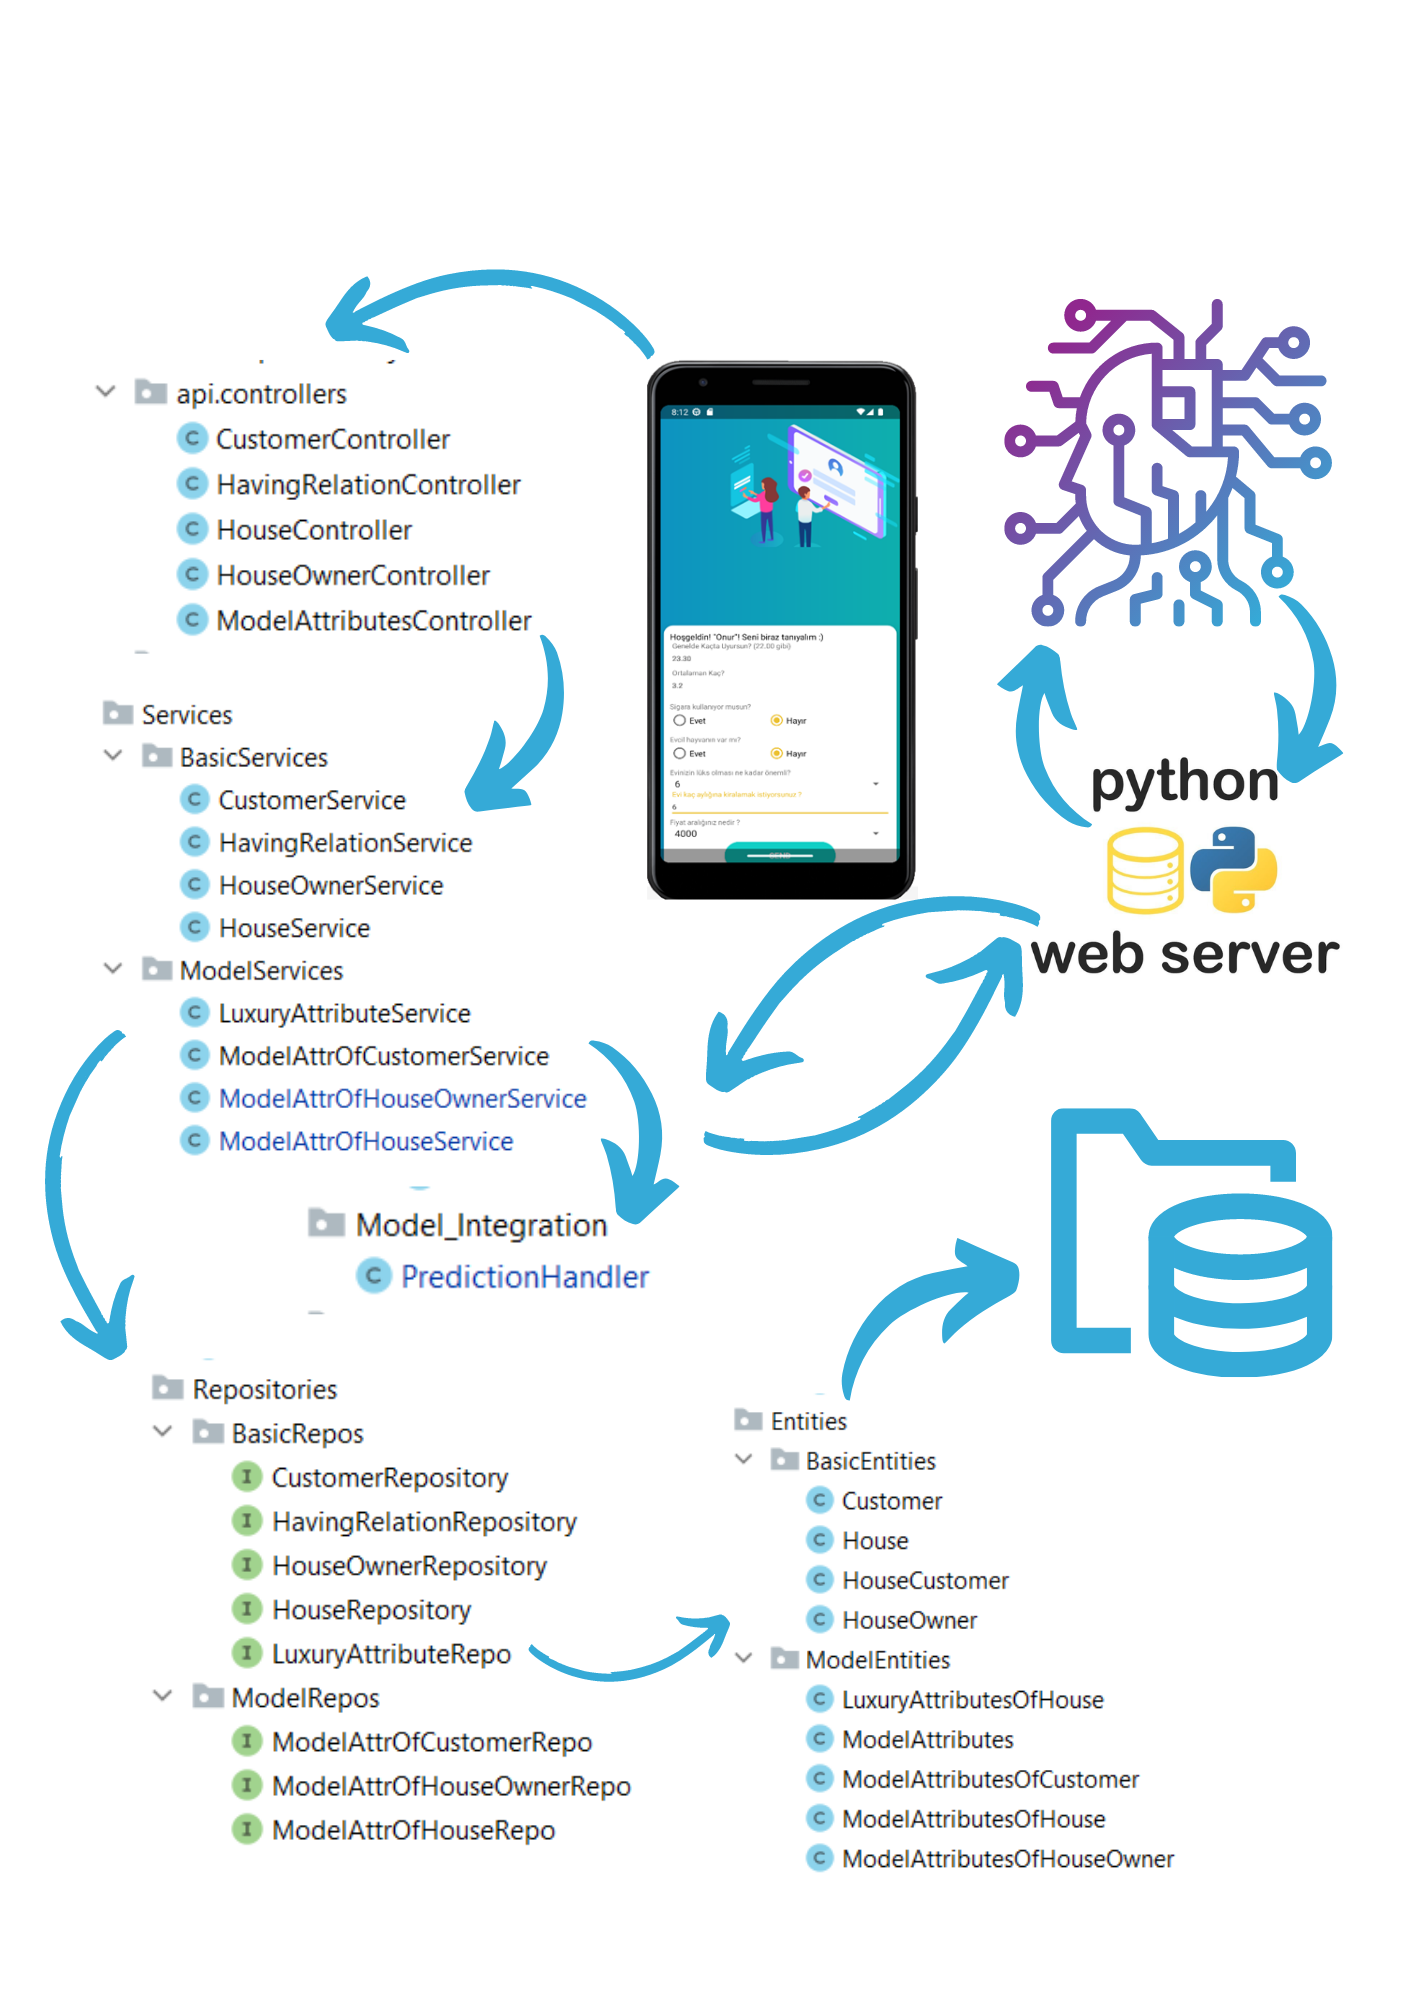 api.controllers
CustomerController
HavingRelationController
HouseController
HouseOwnerController
ModelAttributesController
Services
BasicServices
CustomerService
HavingRelationService
HouseOwnerService
HouseService
ModelServices
LuxuryAttributeService
ModelAttrOfCustomerService
ModelAttrOfHouseOwnerService
ModelAttrOfHouseService
Model_Integration
PredictionHandler
Repositories
BasicRepos
CustomerRepository
HavingRelationRepository
HouseOwnerRepository
HouseRepository
LuxuryAttributeRepo
ModelRepos
ModelAttrOfCustomerRepo
ModelAttrOfHouseOwnerRepo
ModelAttrOfHouseRepo
8:12
Hoşgeldin! "Onur"! Seni biraz tanıyalım :)
Genelde Kaçta Uyursun? (22.00 gibi)
23.30
Ortalaman Kaç?
3.2
Sigara kullanıyor musun?
Evet Hayır
Evcil hayvanın var mı?
Evet Hayır
Evinizin lüks olması ne kadar önemli?
6
Evi kaç aylığına kiralamak istiyorsunuz ?
6
Fiyat aralığınız nedir ?
4000
python
web server
Entities
BasicEntities
Customer
House
HouseCustomer
HouseOwner
ModelEntities
LuxuryAttributesOfHouse
ModelAttributes
ModelAttributesOfCustomer
ModelAttributesOfHouse
ModelAttributesOfHouseOwner